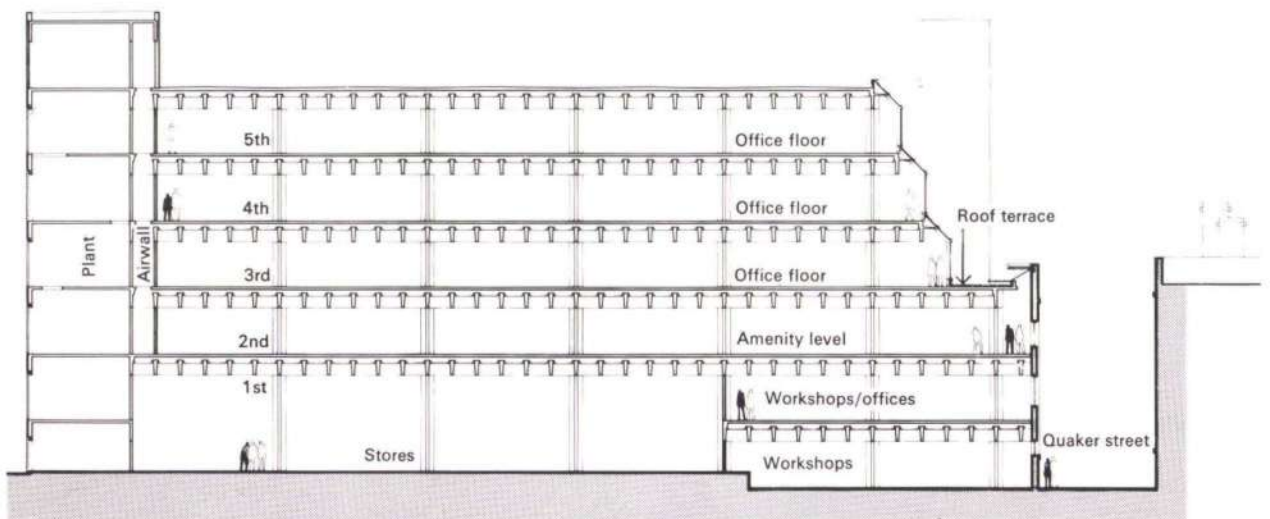 5th
Office floor
4th
Office floor
Roof terrace
Plant
Airwall
3rd
Office floor
2nd
Amenity level
1st
Workshops/offices
Stores
Quaker street
Workshops